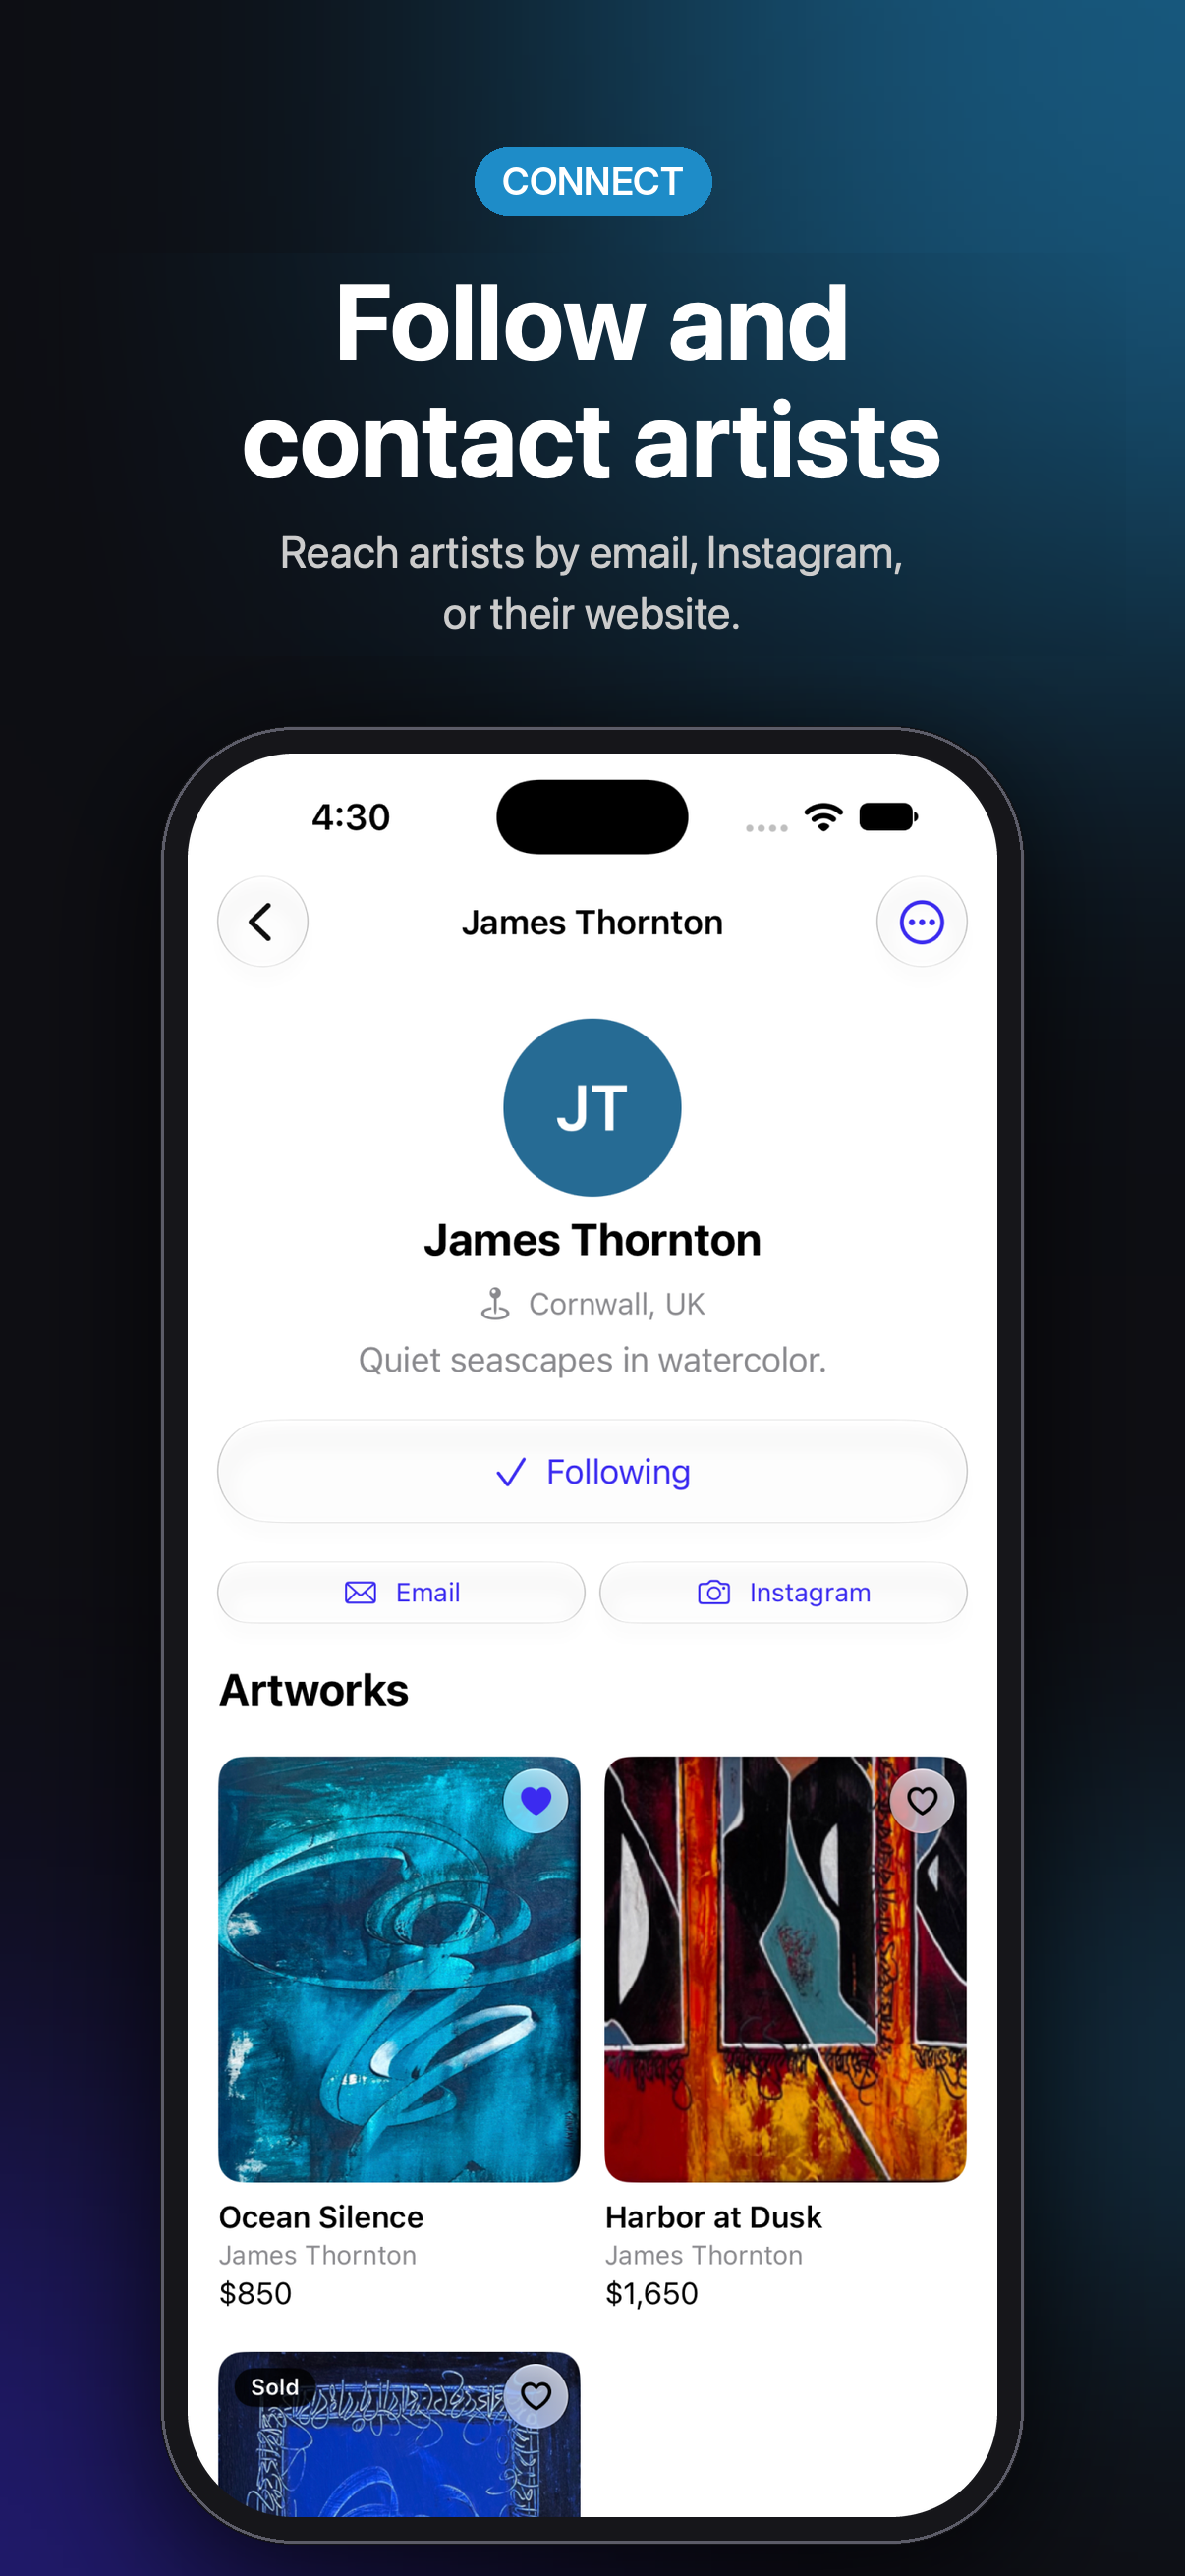 CONNECT
Follow and
contact artists
Reach artists by email, Instagram,
or their website.
4:30
James Thornton
JT
James Thornton
Cornwall, UK
Quiet seascapes in watercolor.
Following
Email
Instagram
Artworks
Ocean Silence
James Thornton
$850
Harbor at Dusk
James Thornton
$1,650
Sold